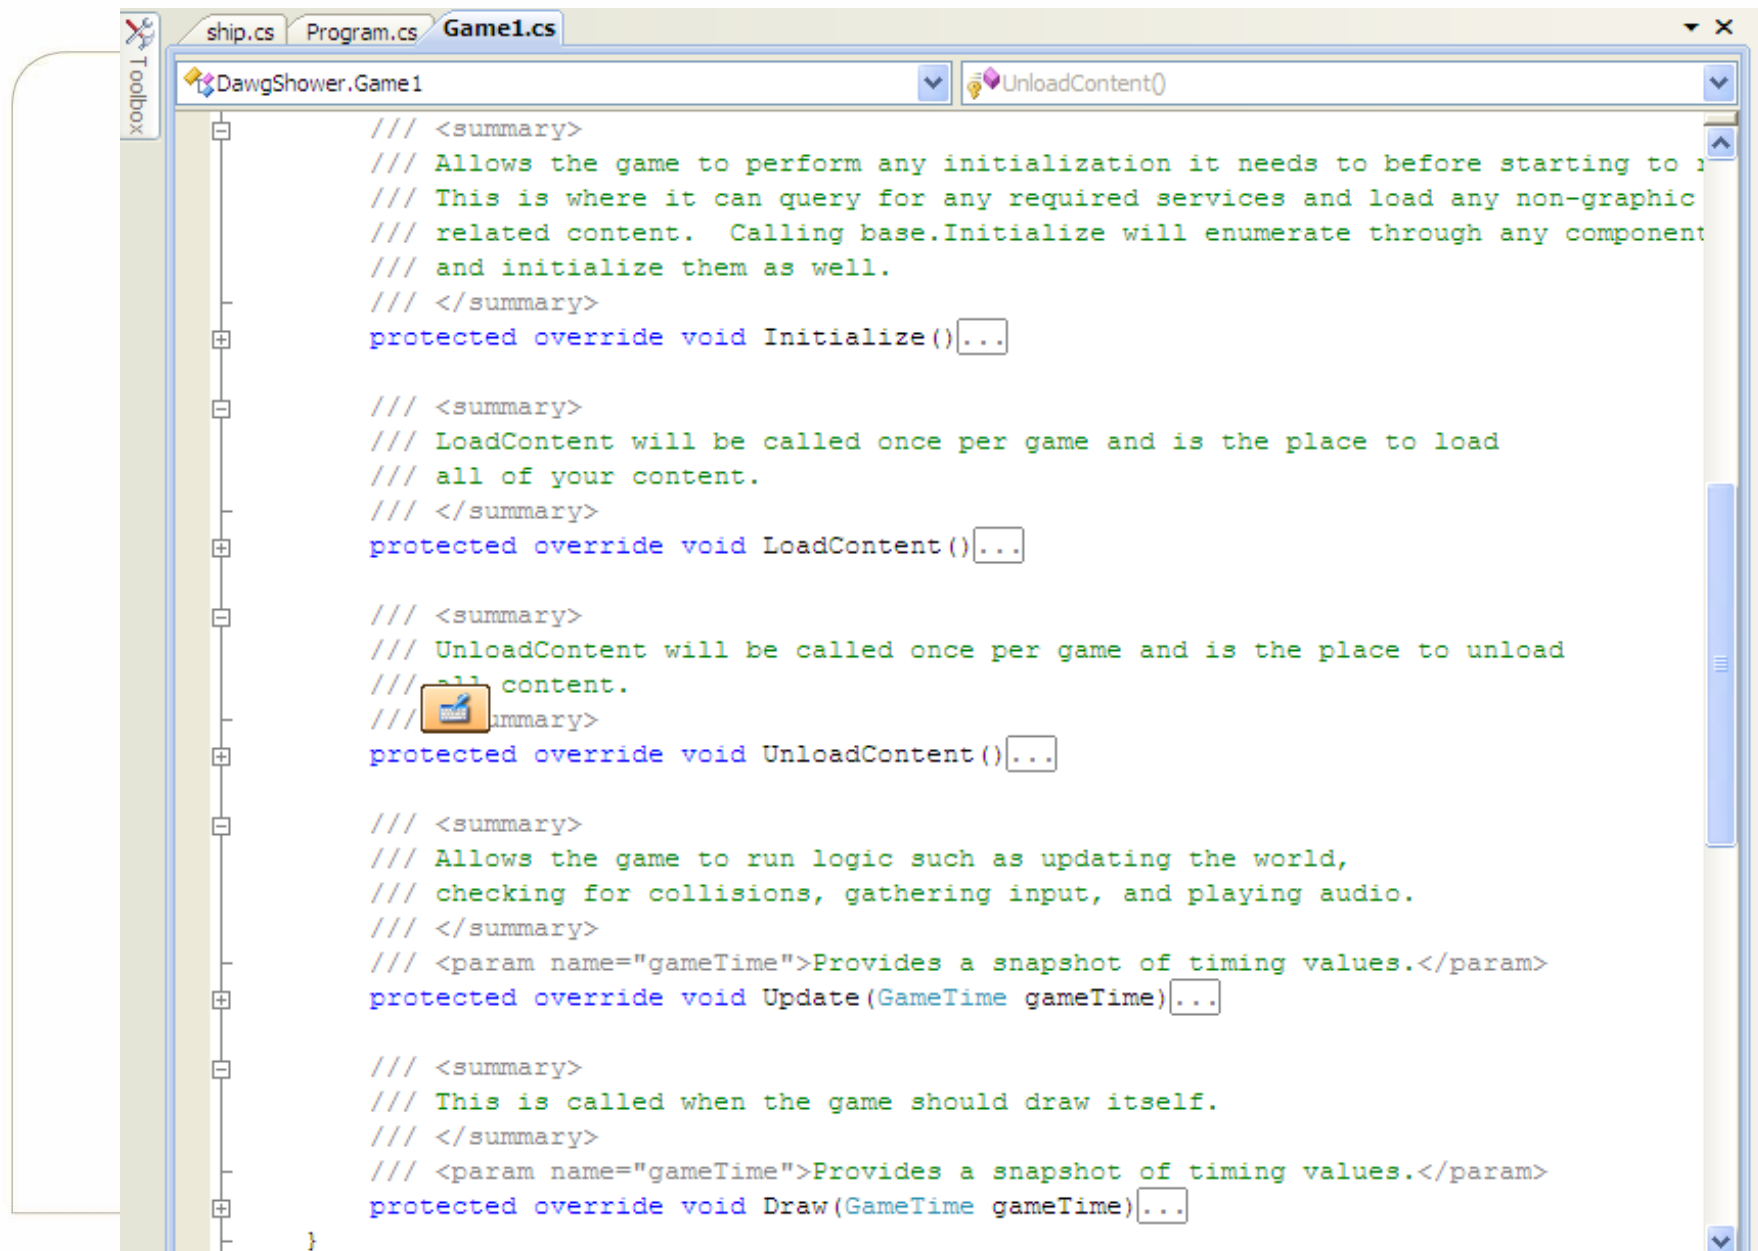 ship.cs Program.cs Game1.cs
Toolbox
DawgShower.Game1 UnloadContent()
/// <summary>
/// Allows the game to perform any initialization it needs to before starting to
/// This is where it can query for any required services and load any non-graphic
/// related content.  Calling base.Initialize will enumerate through any component
/// and initialize them as well.
/// </summary>
protected override void Initialize()...
/// <summary>
/// LoadContent will be called once per game and is the place to load
/// all of your content.
/// </summary>
protected override void LoadContent()...
/// <summary>
/// UnloadContent will be called once per game and is the place to unload
/// all content.
/// summary>
protected override void UnloadContent()...
/// <summary>
/// Allows the game to run logic such as updating the world,
/// checking for collisions, gathering input, and playing audio.
/// </summary>
/// <param name="gameTime">Provides a snapshot of timing values.</param>
protected override void Update(GameTime gameTime)...
/// <summary>
/// This is called when the game should draw itself.
/// </summary>
/// <param name="gameTime">Provides a snapshot of timing values.</param>
protected override void Draw(GameTime gameTime)...
}